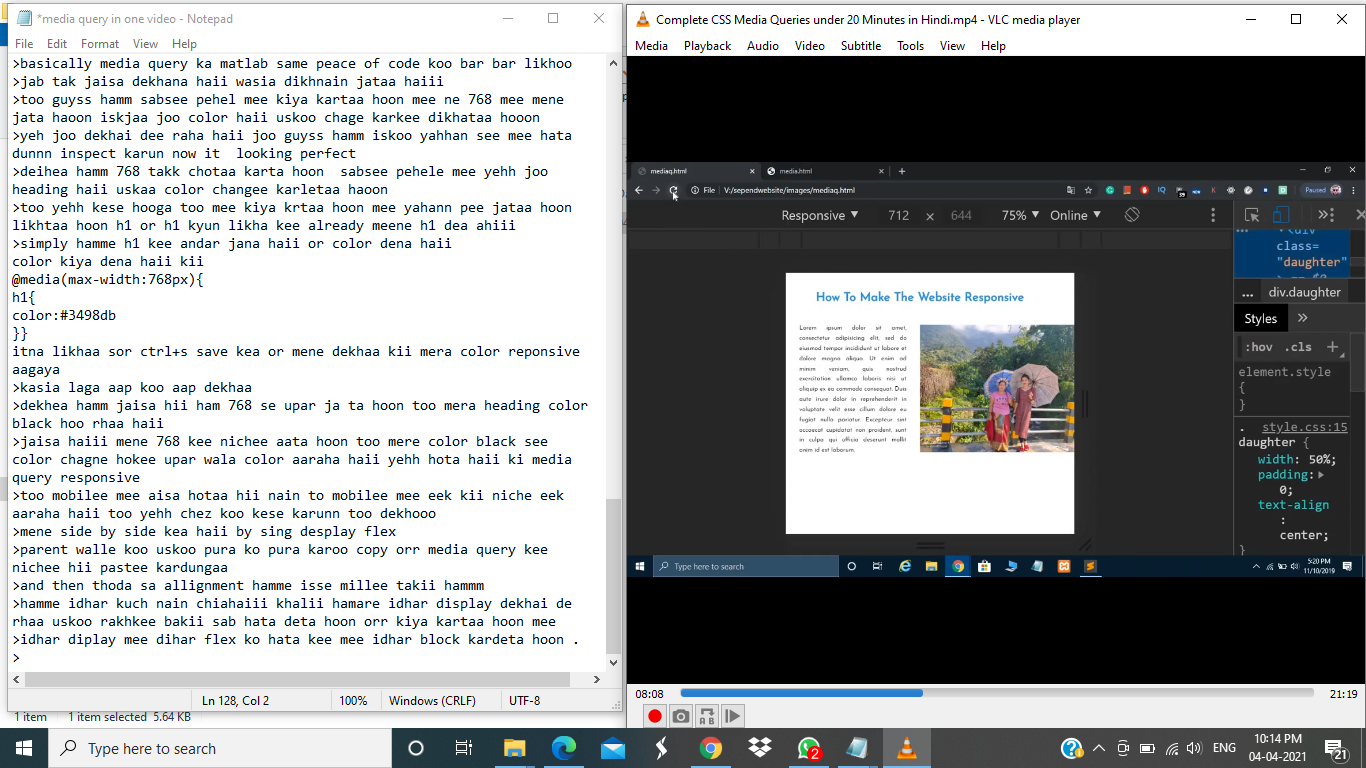 *media query in one video - Notepad
File Edit Format View Help
>basically media query ka matlab same peace of code koo bar bar likhoo
>jab tak jaisa dekhana haii wasia dikhnain jataa haiii
>too guyss hamm sabsee pehel mee kiya kartaa hoon mee ne 768 mee mene
jata haoon iskjaa joo color haii uskoo chage karkee dikhataa hooon
>yeh joo dekhai dee raha haii joo guyss hamm iskoo yahhan see mee hata
dunnn inspect karun now it  looking perfect
>deihea hamm 768 takk chotaa karta hoon  sabsee pehele mee yehh joo
heading haii uskaa color changee karletaa haoon
>too yehh kese hooga too mee kiya krtaa hoon mee yahann pee jataa hoon
likhtaa hoon h1 or h1 kyun likha kee already meene h1 dea ahiii
>simply hamme h1 kee andar jana haii or color dena haii
color kiya dena haii kii
@media(max-width:768px){
h1{
color:#3498db
}}
itna likhaa sor ctrl+s save kea or mene dekhaa kii mera color reponsive
aagaya
>kasia laga aap koo aap dekhaa
>dekhea hamm jaisa hii ham 768 se upar ja ta hoon too mera heading color
black hoo rhaa haii
>jaisa haiii mene 768 kee nichee aata hoon too mere color black see
color chagne hokee upar wala color aaraha haii yehh hota haii ki media
query responsive
>too mobilee mee aisa hotaa hii nain to mobilee mee eek kii niche eek
aaraha haii too yehh chez koo kese karunn too dekhooo
>mene side by side kea haii by sing desplay flex
>parent walle koo uskoo pura ko pura karoo copy orr media query kee
nichee hii pastee kardungaa
>and then thoda sa allignment hamme isse millee takii hammm
>hamme idhar kuch nain chiahaiii khalii hamare idhar display dekhai de
rhaa uskoo rakhkee bakii sab hata deta hoon orr kiya kartaa hoon mee
>idhar diplay mee dihar flex ko hata kee mee idhar block kardeta hoon .
>
Ln 128, Col 2 100% Windows (CRLF) UTF-8
1 item 1 item selected 5.64 KB
Complete CSS Media Queries under 20 Minutes in Hindi.mp4 - VLC media player
Media Playback Audio Video Subtitle Tools View Help
mediaq.html media.html
File V:/sependwebsite/images/mediaq.html Paused
Responsive 712 × 644 75% Online
How To Make The Website Responsive
Lorem ipsum dolor sit amet,
consectetur adipisicing elit, sed do
eiusmod tempor incididunt ut labore et
dolore magna aliqua. Ut enim ad
minim veniam, quis nostrud
exercitation ullamco laboris nisi ut
aliquip ex ea commodo consequat. Duis
aute irure dolor in reprehenderit in
voluptate velit esse cillum dolore eu
fugiat nulla pariatur. Excepteur sint
occaecat cupidatat non proident, sunt
in culpa qui officia deserunt mollit
anim id est laborum.
<div
class=
"daughter"
... div.daughter
Styles
:hov .cls +
element.style
{
}
. style.css:15
daughter {
width: 50%;
padding:
0;
text-align
:
center;
}
Type here to search
5:20 PM
11/10/2019
08:08 21:19
Type here to search
2
ENG
10:14 PM
04-04-2021
21